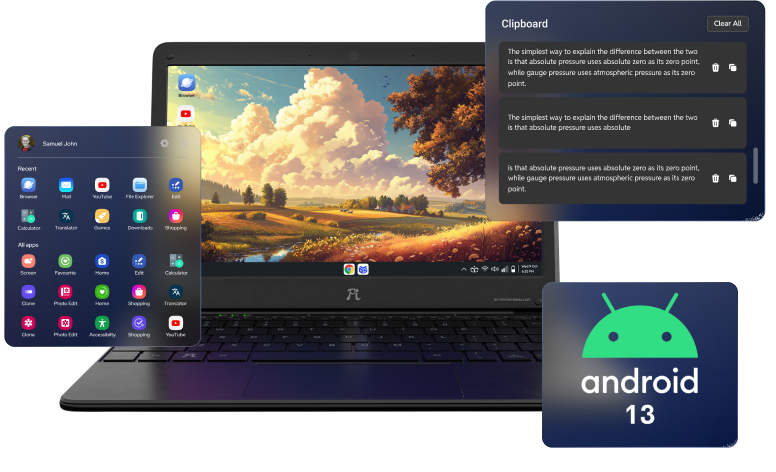 Clipboard
Clear All
The simplest way to explain the difference between the two
is that absolute pressure uses absolute zero as its zero point,
while gauge pressure uses atmospheric pressure as its zero
point.
The simplest way to explain the difference between the two
is that absolute pressure uses absolute
is that absolute pressure uses absolute zero as its zero point,
while gauge pressure uses atmospheric pressure as its zero
point.
Browser
Samuel John
Recent
Browser Mail YouTube File Explorer Edit
Calculator Translator Games Downloads Shopping
All apps
Screen Favourite Home Edit Calculator
Clone Photo Edit Home Shopping Translator
Clone Photo Edit Accessibilty Shopping YouTube
android
13